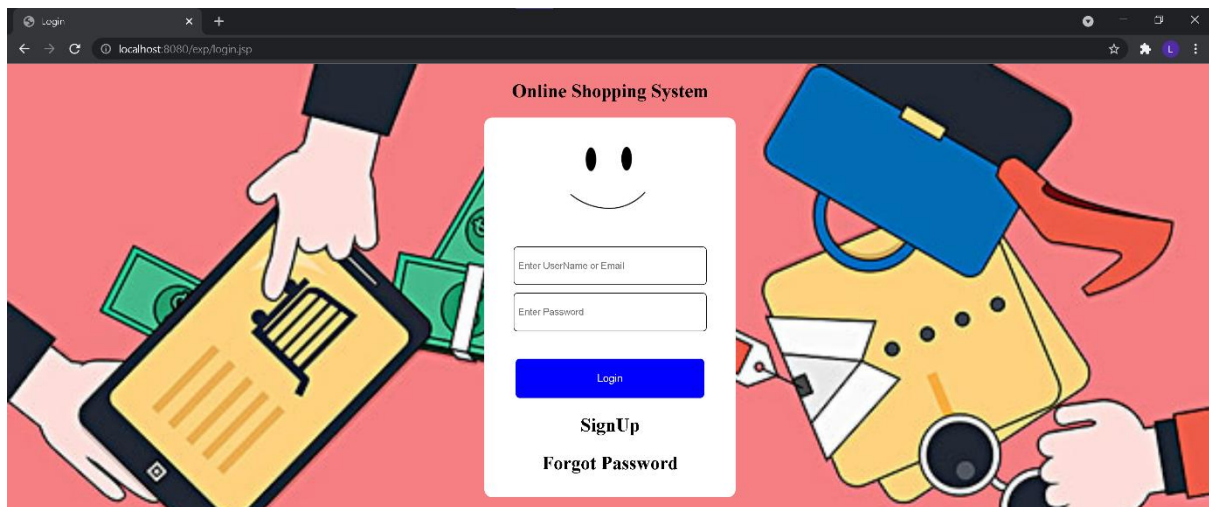 Login
localhost:8080/exp/login.jsp
L
Online Shopping System
Enter UserName or Email
Enter Password
Login
SignUp
Forgot Password